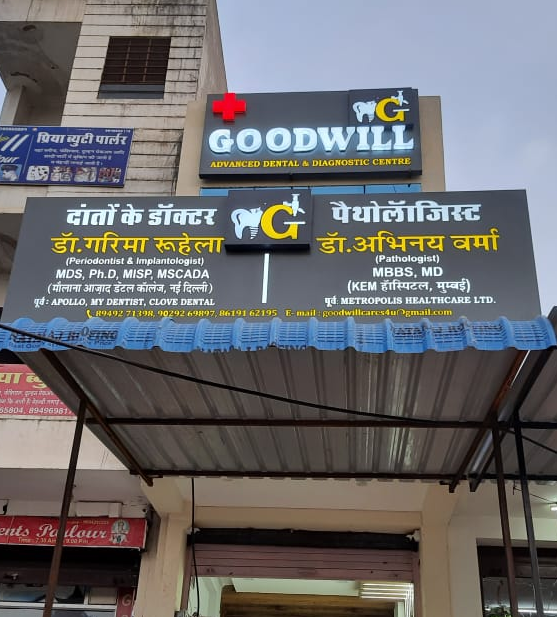 G
GOODWILL
ADVANCED DENTAL & DIAGNOSTIC CENTRE
प्रिया ब्युटी पार्लर
दांतों के डॉक्टर
डॉ.गरिमा रूहेला
(Periodontist & Implantologist)
MDS, Ph.D, MISP, MSCADA
(मौलाना आज़ाद डेंटल कॉलेज, नई दिल्ली)
पूर्व : APOLLO, MY DENTIST, CLOVE DENTAL
G
पैथोलॉजिस्ट
डॉ.अभिनय वर्मा
(Pathologist)
MBBS, MD
(KEM हॉस्पिटल, मुम्बई)
पूर्व: METROPOLIS HEALTHCARE LTD.
89492 71398, 90292 69897, 86191 62195 E-mail : goodwillcares4u@gmail.com
ents Parlour